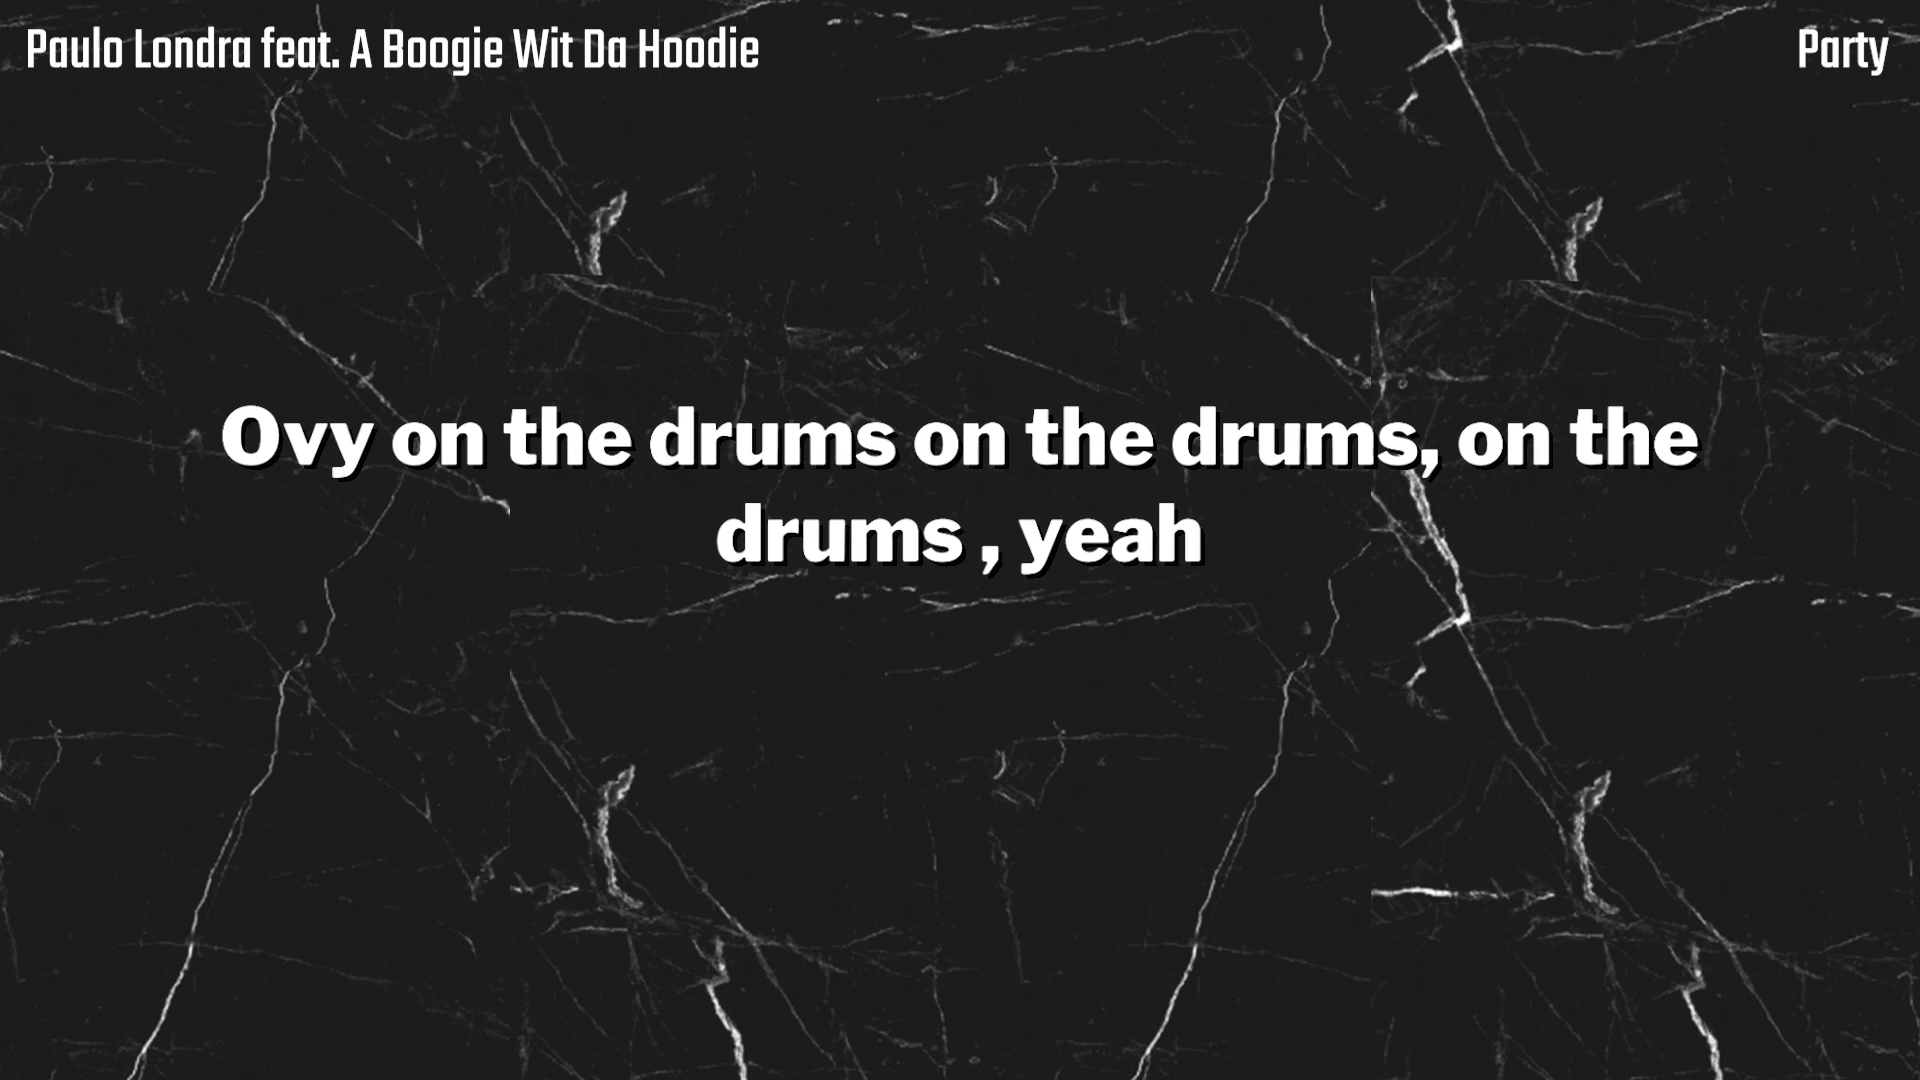 Paulo Londra feat. A Boogie Wit Da Hoodie
Party
Ovy on the drums on the drums, on the
drums , yeah